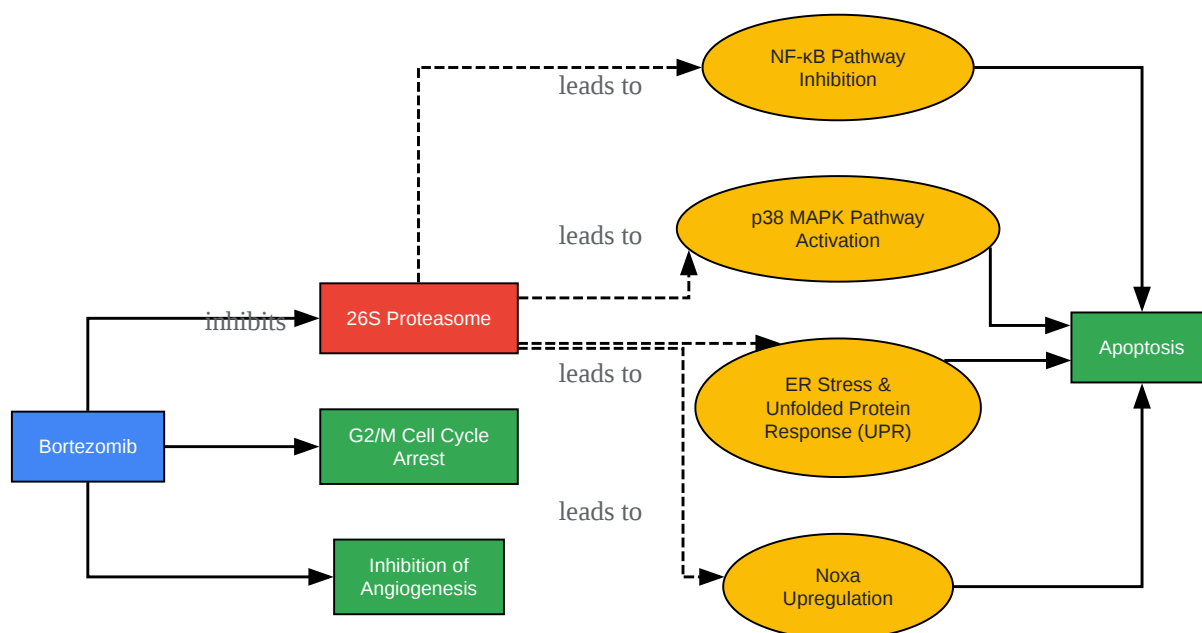 NF-κB Pathway
Inhibition
leads to
p38 MAPK Pathway
Activation
leads to
inhibits
26S Proteasome
Apoptosis
leads to
ER Stress &
Unfolded Protein
Response (UPR)
Bortezomib
G2/M Cell Cycle
Arrest
leads to
Inhibition of
Angiogenesis
Noxa
Upregulation